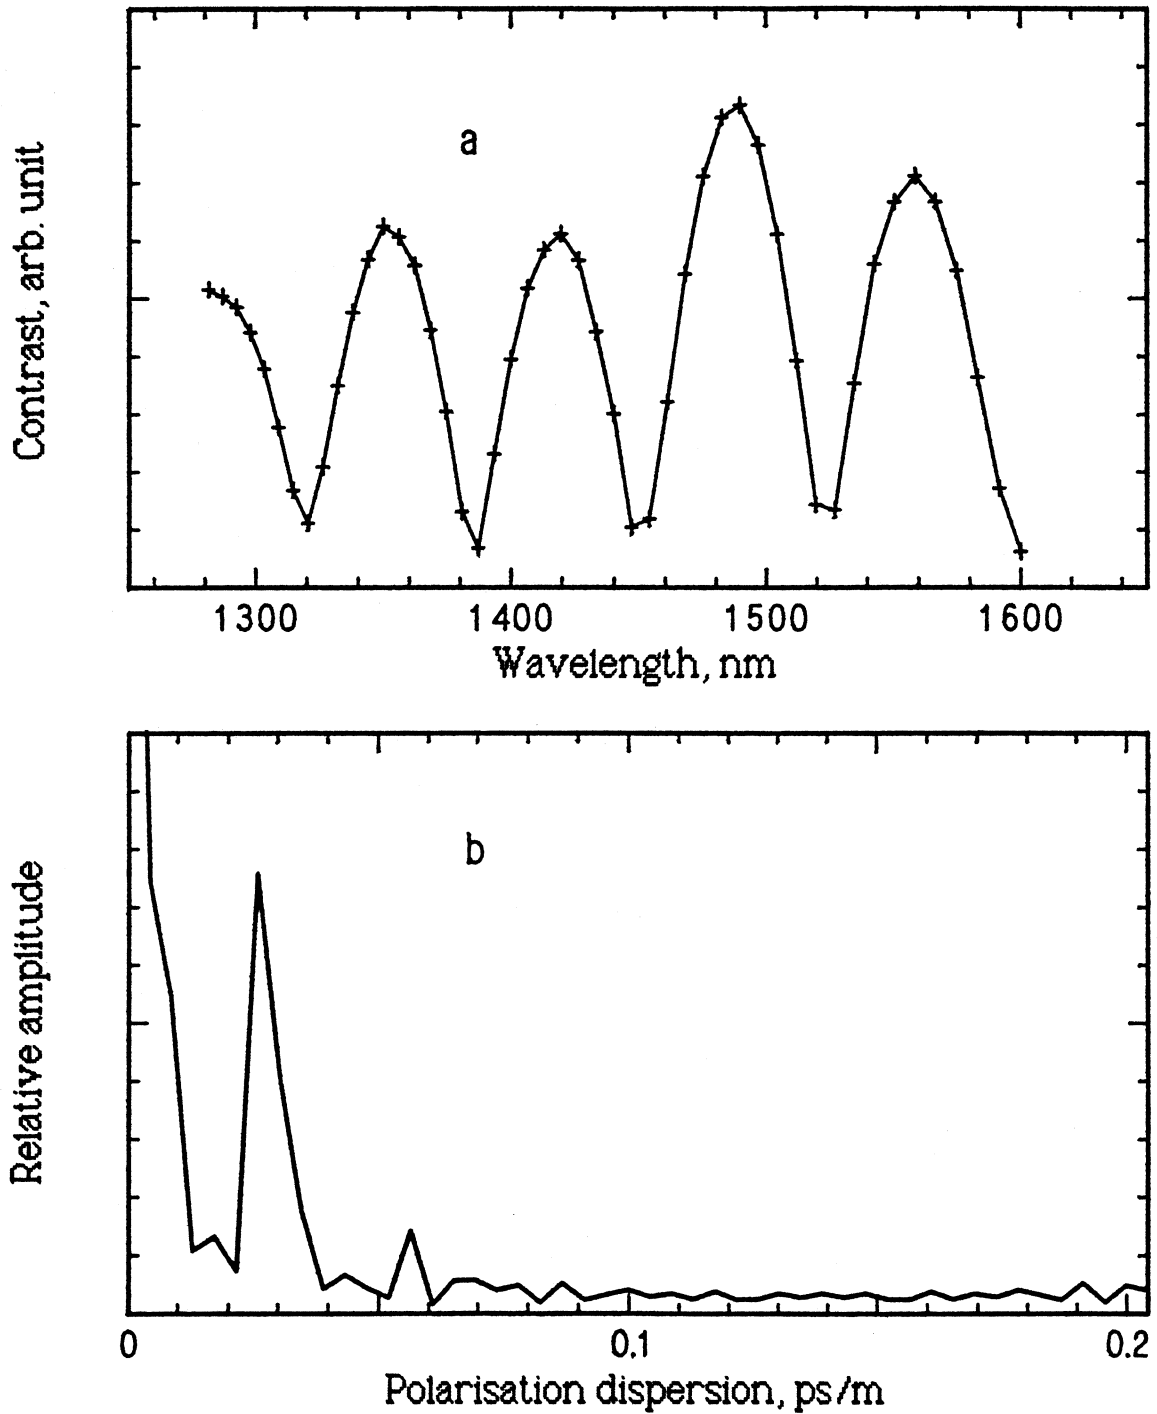 a
Contrast, arb. unit
1300 1400 1500 1600
Wavelength, nm
b
Relative amplitude
0 0.1 0.2
Polarisation dispersion, ps/m